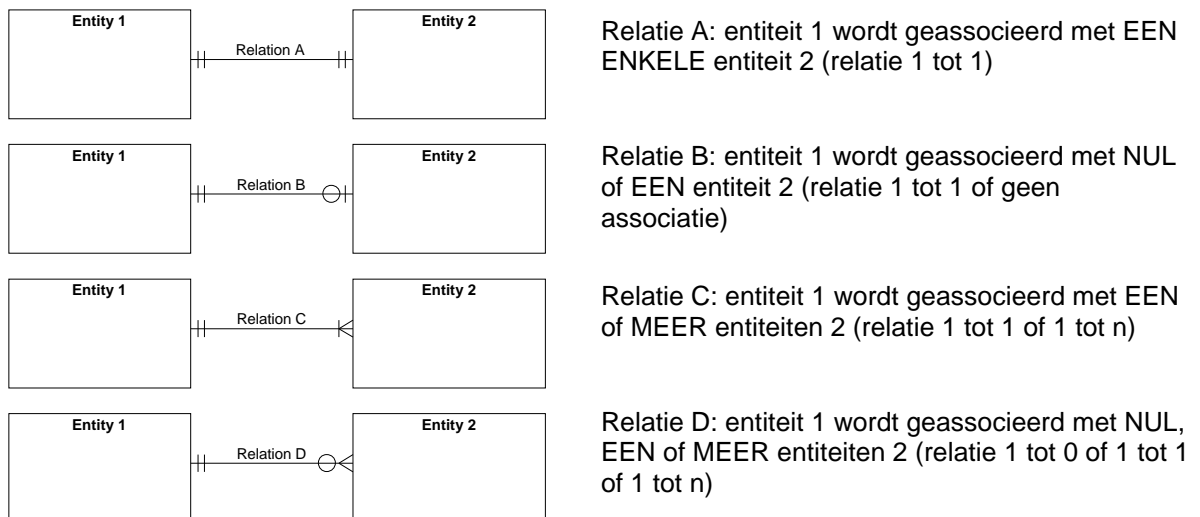 Entity 1
Entity 2
Relation A
Relatie A: entiteit 1 wordt geassocieerd met EEN
ENKELE entiteit 2 (relatie 1 tot 1)
Entity 1
Entity 2
Relation B
Relatie B: entiteit 1 wordt geassocieerd met NUL
of EEN entiteit 2 (relatie 1 tot 1 of geen
associatie)
Entity 1
Entity 2
Relation C
Relatie C: entiteit 1 wordt geassocieerd met EEN
of MEER entiteiten 2 (relatie 1 tot 1 of 1 tot n)
Entity 1
Entity 2
Relation D
Relatie D: entiteit 1 wordt geassocieerd met NUL,
EEN of MEER entiteiten 2 (relatie 1 tot 0 of 1 tot 1
of 1 tot n)